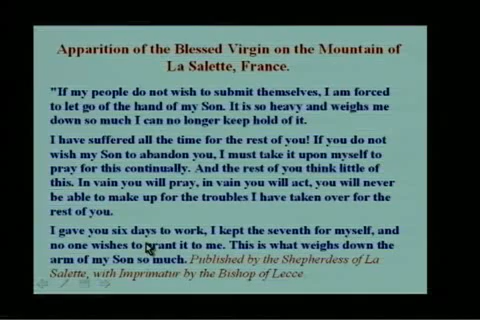 Apparition of the Blessed Virgin on the Mountain of
La Salette, France.
"If my people do not wish to submit themselves, I am forced
to let go of the hand of my Son. It is so heavy and weighs me
down so much I can no longer keep hold of it.
I have suffered all the time for the rest of you! If you do not
wish my Son to abandon you, I must take it upon myself to
pray for this continually. And the rest of you think little of
this. In vain you will pray, in vain you will act, you will never
be able to make up for the troubles I have taken over for the
rest of you.
I gave you six days to work, I kept the seventh for myself, and
no one wishes to grant it to me. This is what weighs down the
arm of my Son so much. Published by the Shepherdess of La
Salette, with Imprimatur by the Bishop of Lecce